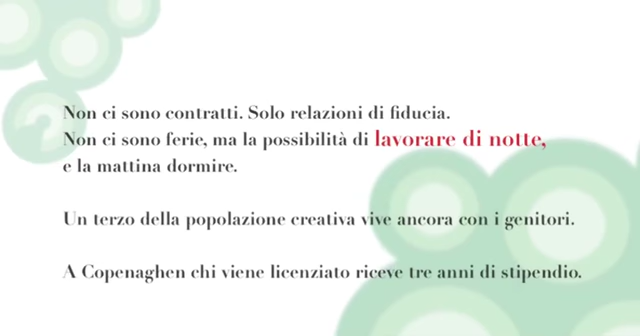 Non ci sono contratti. Solo relazioni di fiducia.
Non ci sono ferie, ma la possibilità di lavorare di notte,
e la mattina dormire.
Un terzo della popolazione creativa vive ancora con i genitori.
A Copenaghen chi viene licenziato riceve tre anni di stipendio.